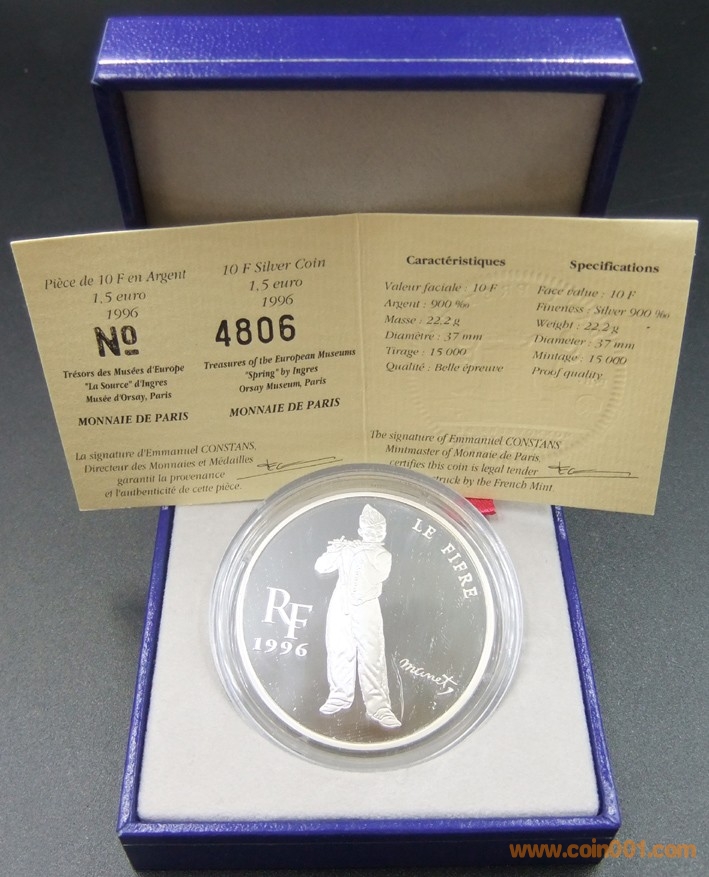 Pièce de 10 F en Argent
1,5 euro
1996
Nº
Trésors des Musées d'Europe
"La Source" d'Ingres
Musée d'Orsay, Paris
MONNAIE DE PARIS
La signature d'Emmanuel CONSTANS,
Directeur des Monnaies et Médailles
garantit la provenance
et l'authenticité de cette pièce.
10 F Silver Coin
1,5 euro
1996
4806
Treasures of the European Museums
"Spring" by Ingres
Orsay Museum, Paris
MONNAIE DE PARIS
Caractéristiques
Valeur faciale : 10 F
Argent : 900 ‰
Masse : 22,2 g
Diamètre : 37 mm
Tirage : 15 000
Qualité : Belle épreuve
Specifications
Face value : 10 F
Fineness : Silver 900 ‰
Weight : 22,2 g
Diameter : 37 mm
Mintage : 15 000
Proof quality
The signature of Emmanuel CONSTANS,
Mintmaster of Monnaie de Paris,
certifies this coin is legal tender
struck by the French Mint
LE FIFRE
RF
1996
manet
www.coin001.com